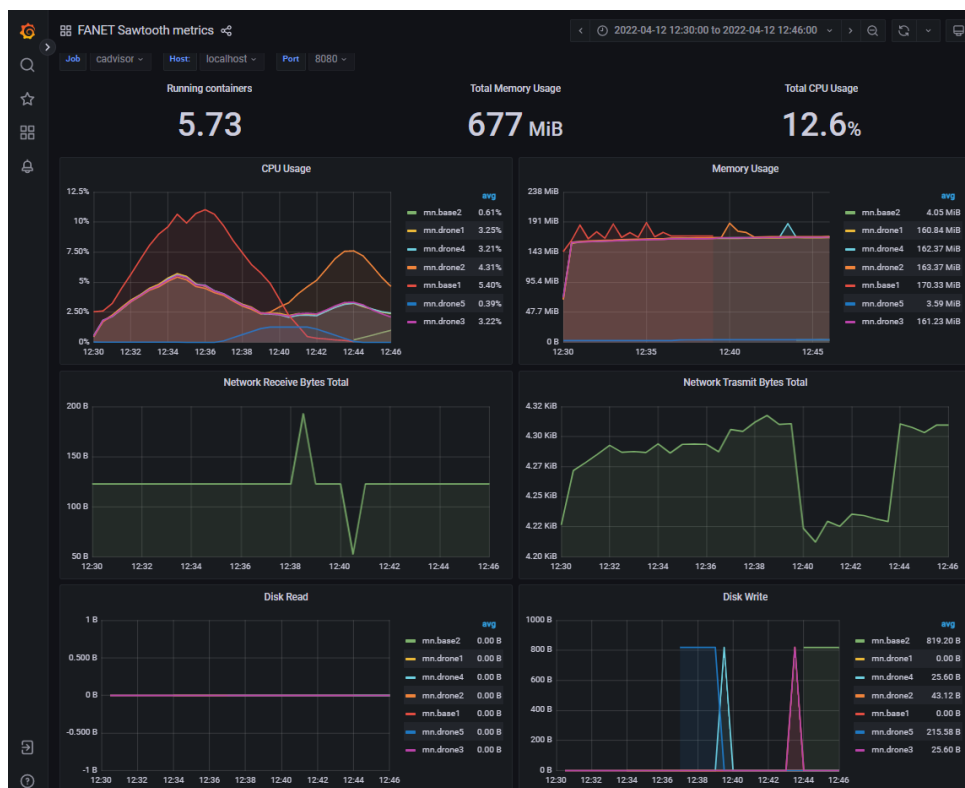 FANET Sawtooth metrics
2022-04-12 12:30:00 to 2022-04-12 12:46:00
Job cadvisor Host: localhost Port 8080
Running containers
5.73
Total Memory Usage
677 MiB
Total CPU Usage
12.6%
CPU Usage
12.5%
10%
7.50%
5%
2.50%
0%
12:30 12:32 12:34 12:36 12:38 12:40 12:42 12:44 12:46
avg
mn.base2 0.61%
mn.drone1 3.25%
mn.drone4 3.21%
mn.drone2 4.31%
mn.base1 5.40%
mn.drone5 0.39%
mn.drone3 3.22%
Memory Usage
238 MiB
191 MiB
143 MiB
95.4 MiB
47.7 MiB
0 B
12:30 12:35 12:40 12:45
avg
mn.base2 4.05 MiB
mn.drone1 160.84 MiB
mn.drone4 162.37 MiB
mn.drone2 163.37 MiB
mn.base1 170.33 MiB
mn.drone5 3.59 MiB
mn.drone3 161.23 MiB
Network Receive Bytes Total
200 B
150 B
100 B
50 B
12:30 12:32 12:34 12:36 12:38 12:40 12:42 12:44 12:46
Network Trasmit Bytes Total
4.32 KiB
4.30 KiB
4.27 KiB
4.25 KiB
4.22 KiB
4.20 KiB
12:30 12:32 12:34 12:36 12:38 12:40 12:42 12:44 12:46
Disk Read
1 B
0.500 B
0 B
-0.500 B
-1 B
12:30 12:32 12:34 12:36 12:38 12:40 12:42 12:44 12:46
avg
mn.base2 0.00 B
mn.drone1 0.00 B
mn.drone4 0.00 B
mn.drone2 0.00 B
mn.base1 0.00 B
mn.drone5 0.00 B
mn.drone3 0.00 B
Disk Write
1000 B
800 B
600 B
400 B
200 B
0 B
12:30 12:32 12:34 12:36 12:38 12:40 12:42 12:44 12:46
avg
mn.base2 819.20 B
mn.drone1 0.00 B
mn.drone4 25.60 B
mn.drone2 43.12 B
mn.base1 0.00 B
mn.drone5 215.58 B
mn.drone3 25.60 B